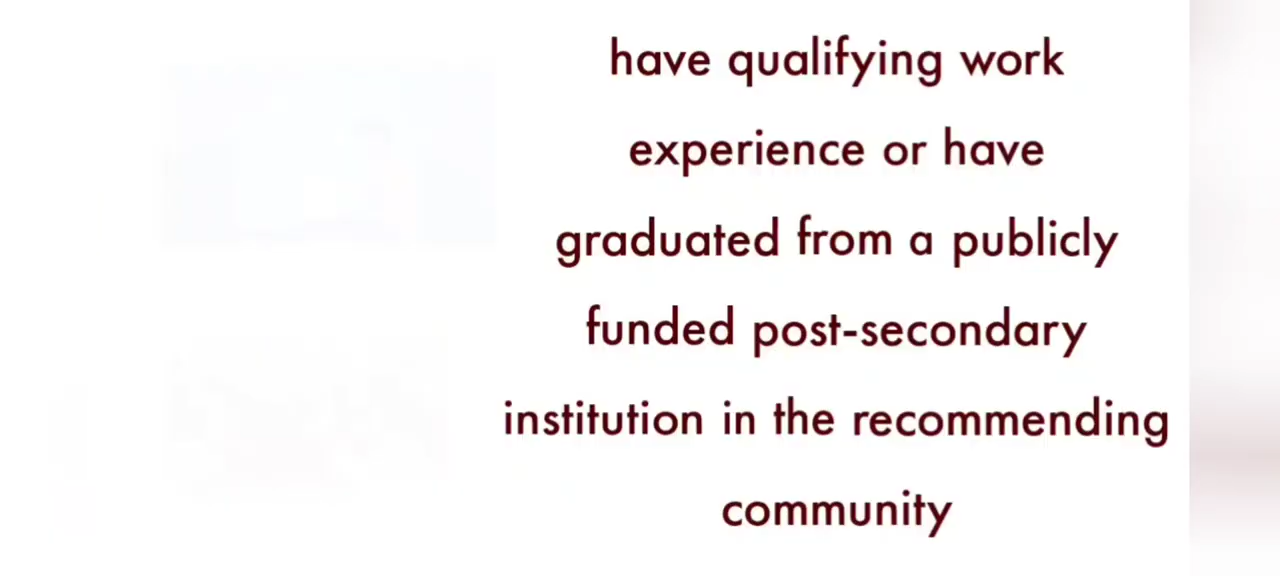 have qualifying work
experience or have
graduated from a publicly
funded post-secondary
institution in the recommending
community